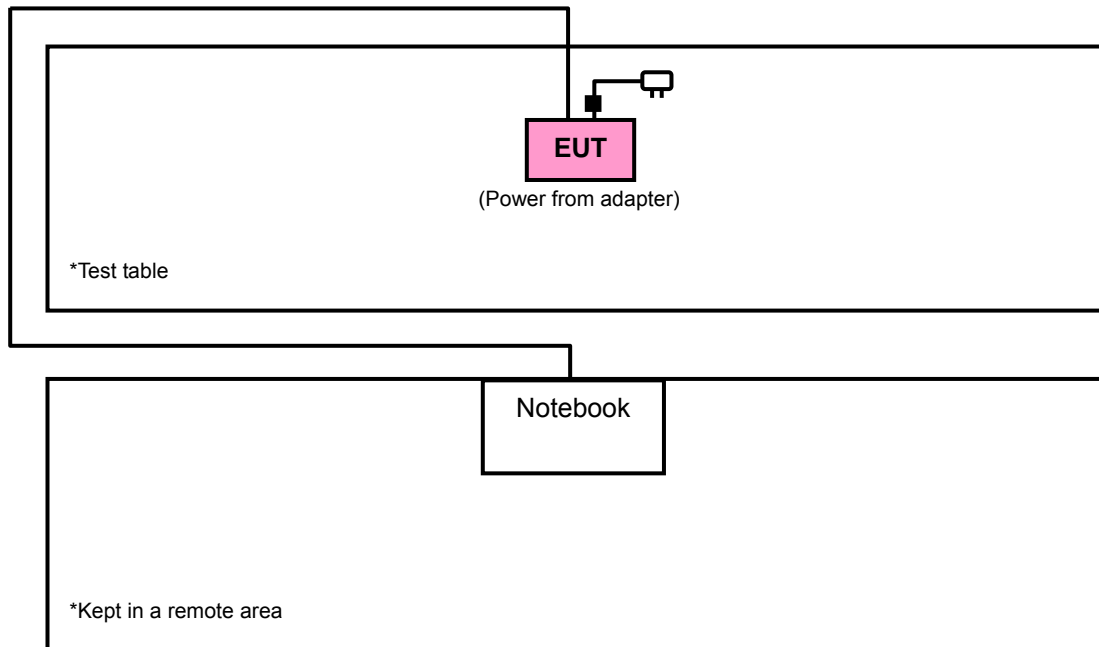 EUT
(Power from adapter)
*Test table
Notebook
*Kept in a remote area